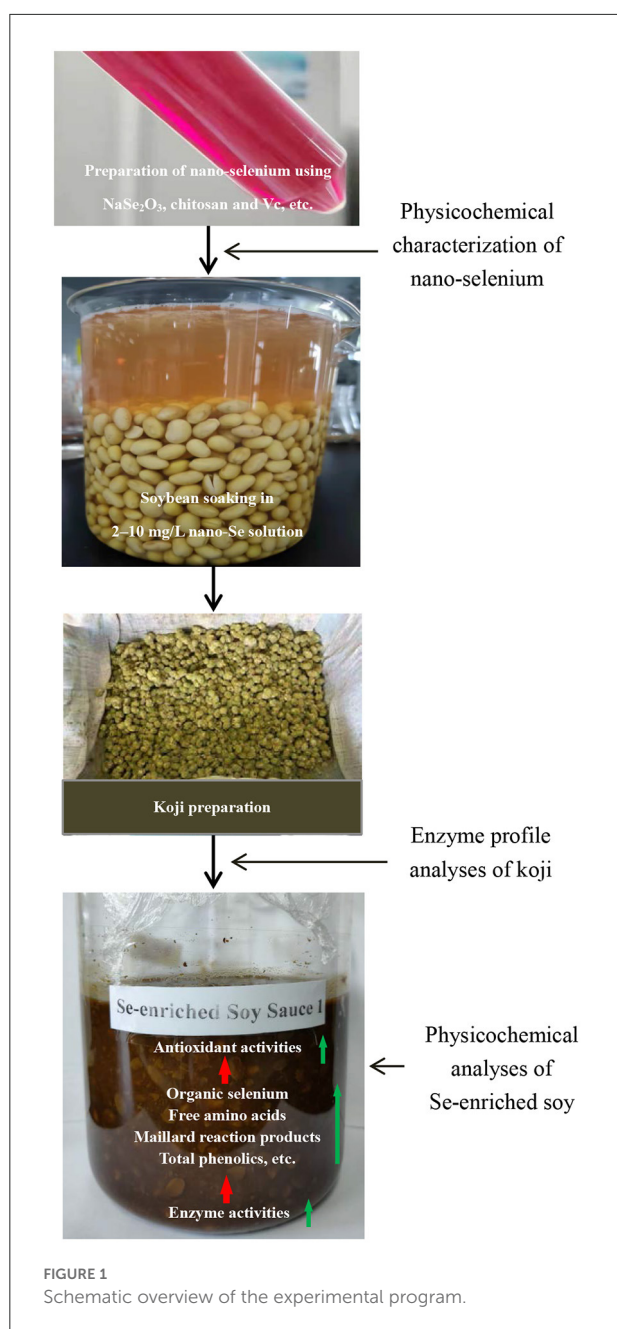 Preparation of nano-selenium using
NaSe₂O₃, chitosan and Vc, etc.
Physicochemical
characterization of
nano-selenium
Soybean soaking in
2–10 mg/L nano-Se solution
Koji preparation
Enzyme profile
analyses of koji
Se-enriched Soy Sauce 1
Antioxidant activities
Organic selenium
Free amino acids
Maillard reaction products
Total phenolics, etc.
Enzyme activities
Physicochemical
analyses of
Se-enriched soy
FIGURE 1
Schematic overview of the experimental program.